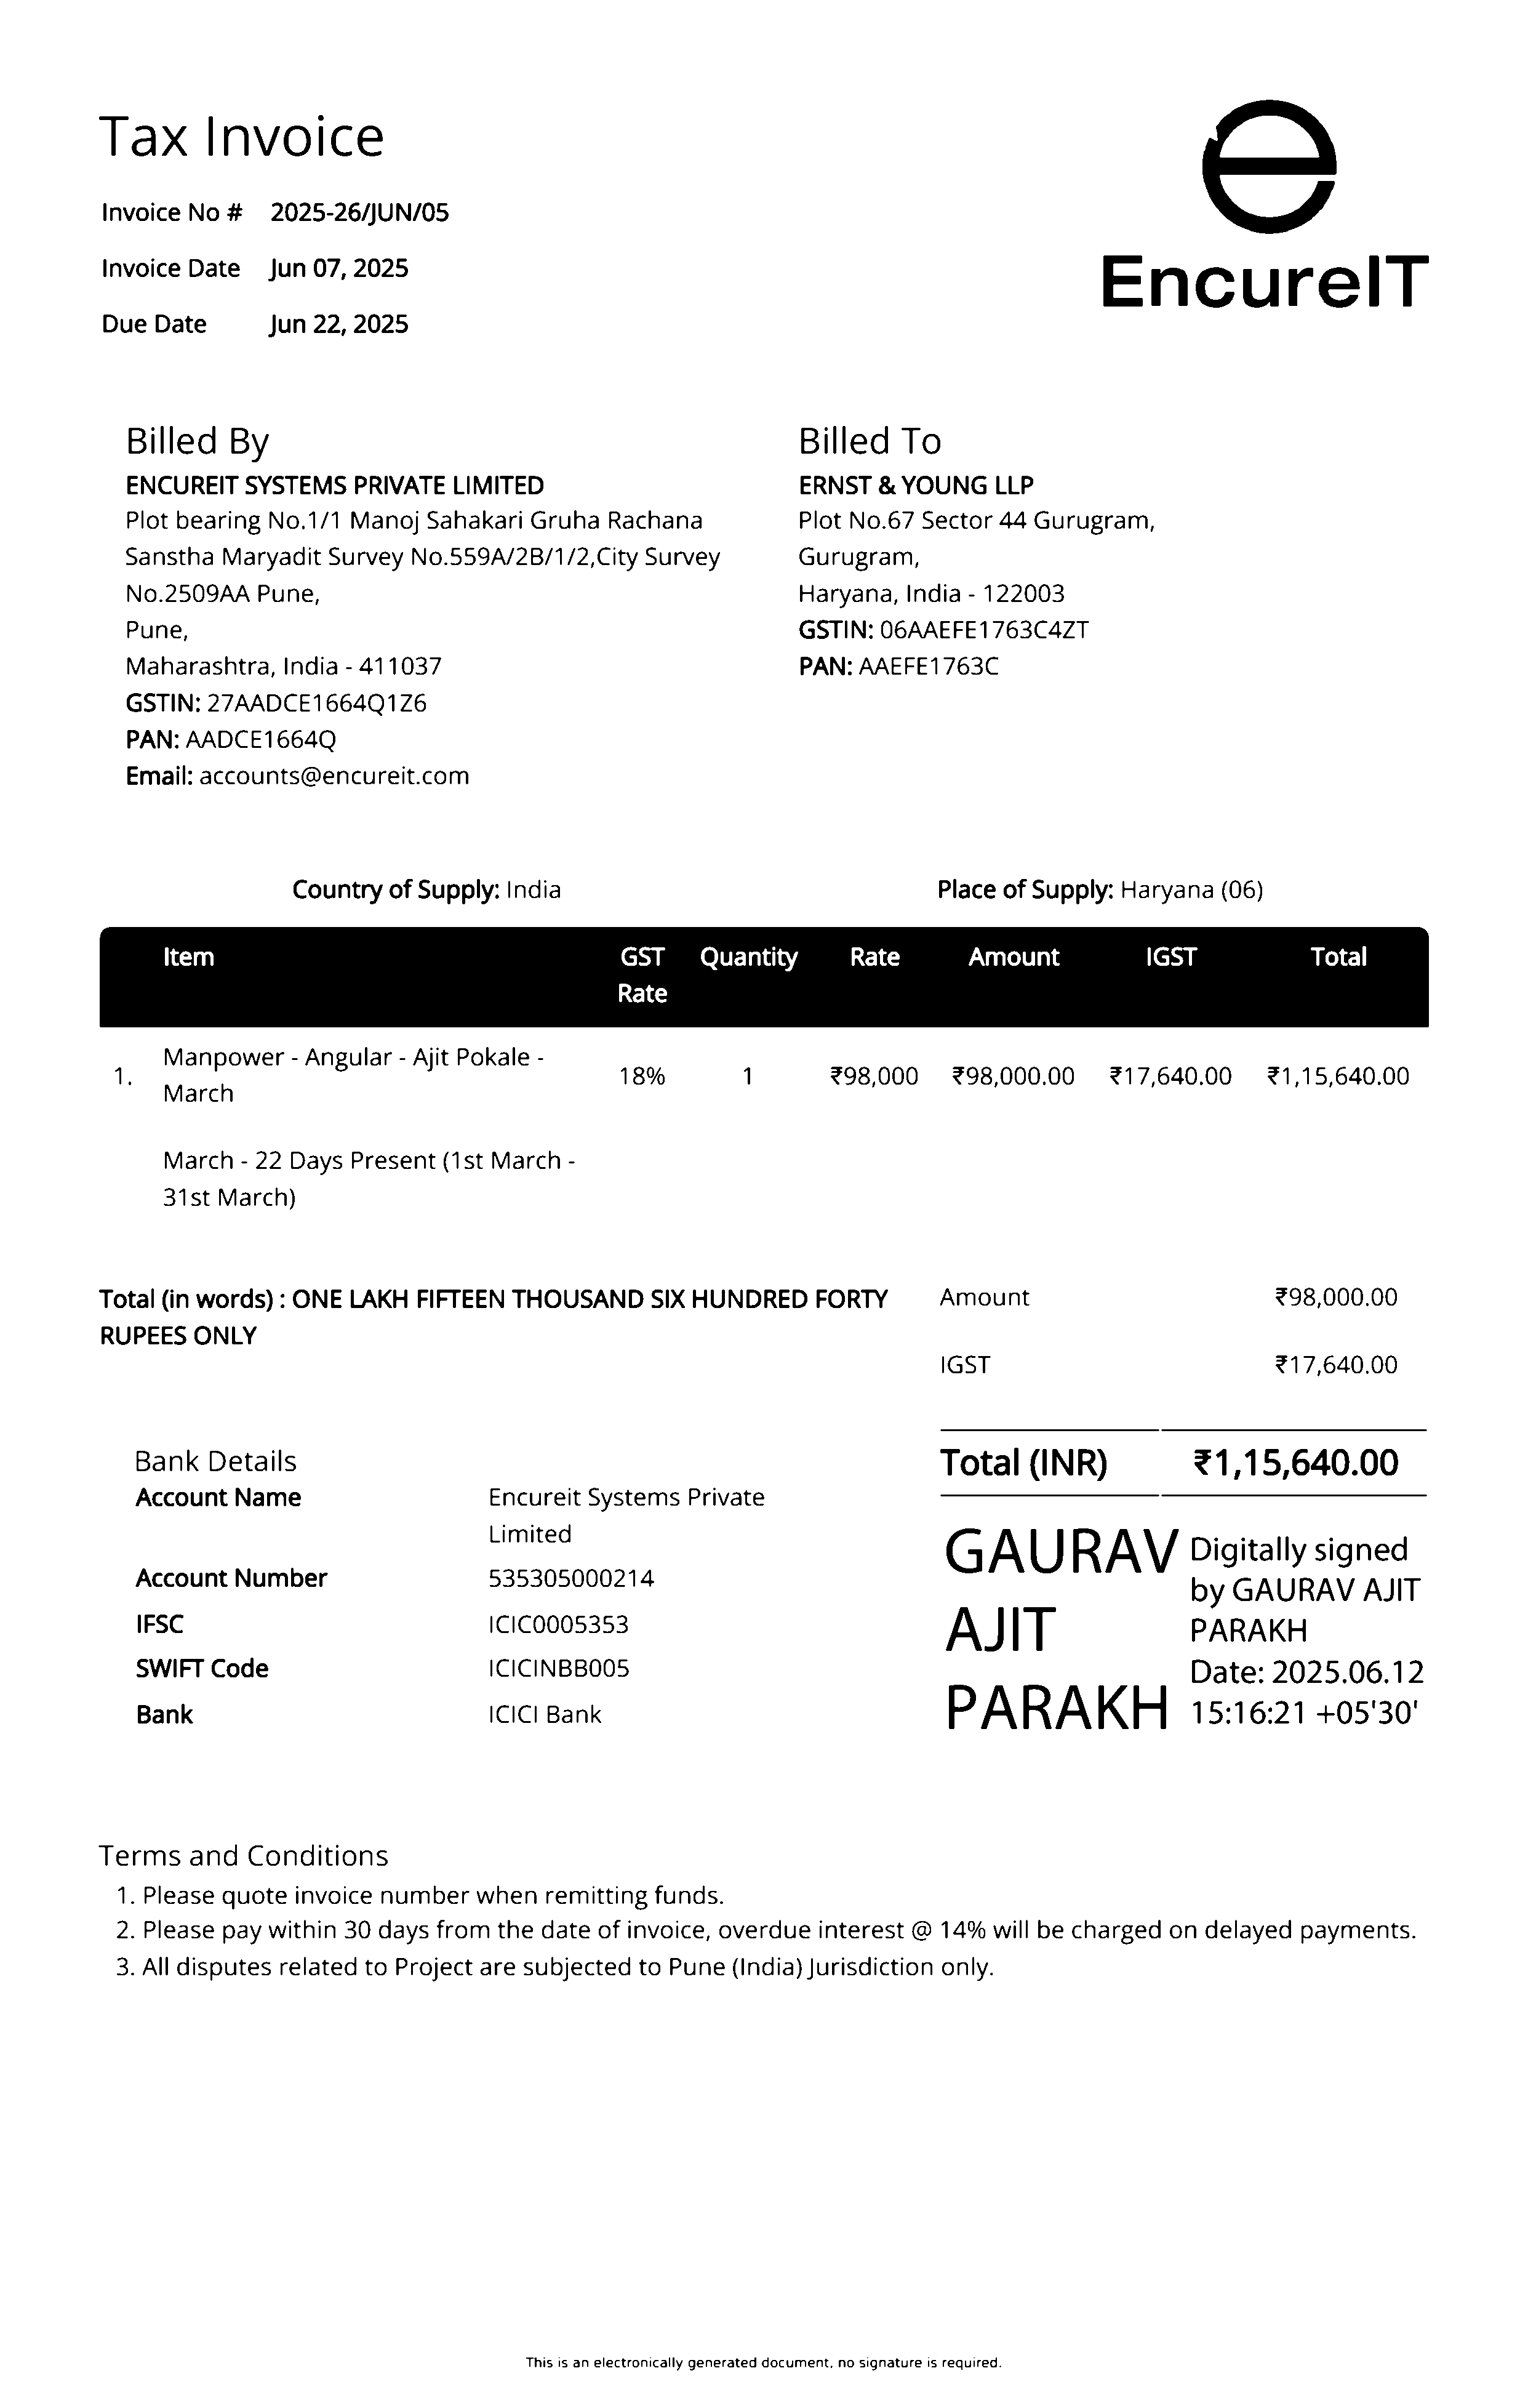 Tax Invoice
Invoice No # 2025-26/JUN/05
Invoice Date Jun 07, 2025
Due Date Jun 22, 2025
EncureIT
Billed By
ENCUREIT SYSTEMS PRIVATE LIMITED
Plot bearing No.1/1 Manoj Sahakari Gruha Rachana
Sanstha Maryadit Survey No.559A/2B/1/2,City Survey
No.2509AA Pune,
Pune,
Maharashtra, India - 411037
GSTIN: 27AADCE1664Q1Z6
PAN: AADCE1664Q
Email: accounts@encureit.com
Billed To
ERNST & YOUNG LLP
Plot No.67 Sector 44 Gurugram,
Gurugram,
Haryana, India - 122003
GSTIN: 06AAEFE1763C4ZT
PAN: AAEFE1763C
Country of Supply: India Place of Supply: Haryana (06)
Item GST Rate Quantity Rate Amount IGST Total
1. Manpower - Angular - Ajit Pokale - 18% 1 ₹98,000 ₹98,000.00 ₹17,640.00 ₹1,15,640.00
March
March - 22 Days Present (1st March -
31st March)
Total (in words) : ONE LAKH FIFTEEN THOUSAND SIX HUNDRED FORTY
RUPEES ONLY
Amount ₹98,000.00
IGST ₹17,640.00
Total (INR) ₹1,15,640.00
Bank Details
Account Name Encureit Systems Private
Limited
Account Number 535305000214
IFSC ICIC0005353
SWIFT Code ICICINBB005
Bank ICICI Bank
GAURAV
AJIT
PARAKH
Digitally signed
by GAURAV AJIT
PARAKH
Date: 2025.06.12
15:16:21 +05'30'
Terms and Conditions
1. Please quote invoice number when remitting funds.
2. Please pay within 30 days from the date of invoice, overdue interest @ 14% will be charged on delayed payments.
3. All disputes related to Project are subjected to Pune (India) Jurisdiction only.
This is an electronically generated document, no signature is required.